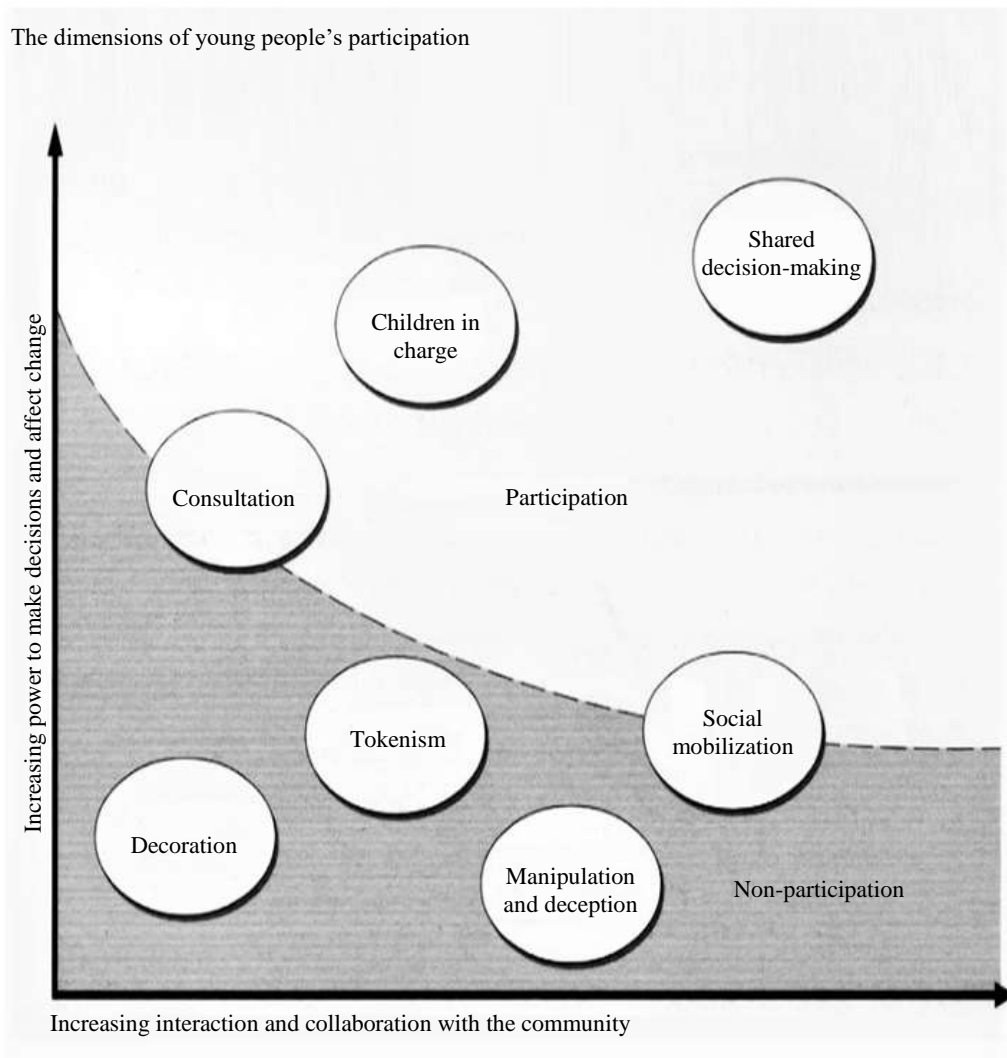 The dimensions of young people’s participation
Increasing power to make decisions and affect change
Shared
decision-making
Children in
charge
Consultation
Participation
Tokenism
Social
mobilization
Decoration
Manipulation
and deception
Non-participation
Increasing interaction and collaboration with the community